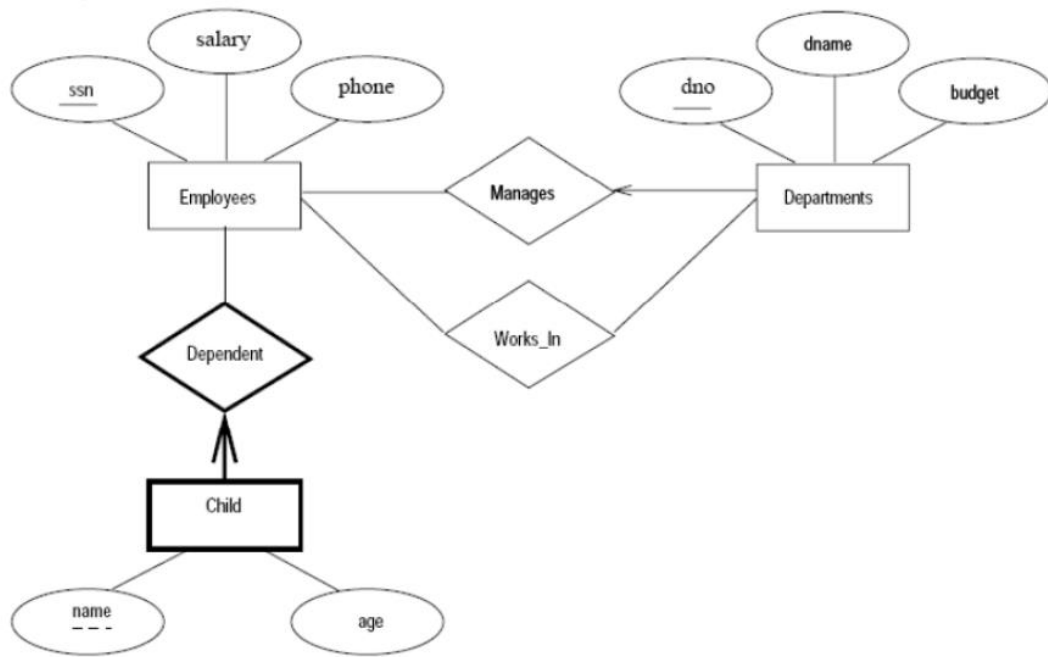 salary
ssn
phone
dname
dno
budget
Employees
Manages
Departments
Works_In
Dependent
Child
name
age